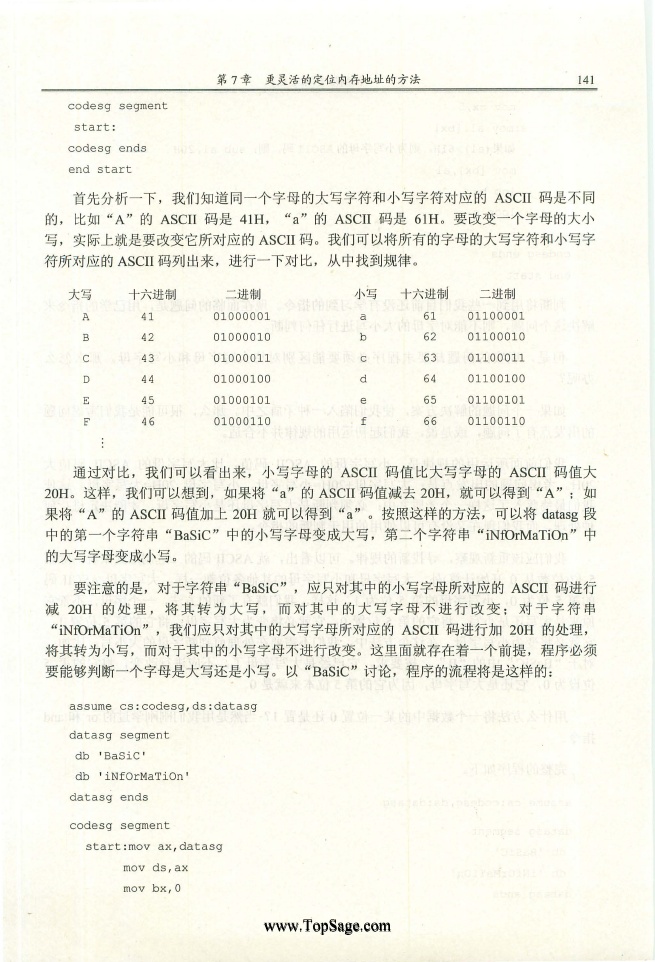 第 7 章 更灵活的定位内存地址的方法 141
codesg segment
start:
codesg ends
end start
首先分析一下，我们知道同一个字母的大写字符和小写字符对应的 ASCII 码是不同
的，比如“A”的 ASCII 码是 41H，“a”的 ASCII 码是 61H。要改变一个字母的大小
写，实际上就是要改变它所对应的 ASCII 码。我们可以将所有的字母的大写字符和小写字
符所对应的 ASCII 码列出来，进行一下对比，从中找到规律。
大写 十六进制 二进制 小写 十六进制 二进制
A 41 01000001 a 61 01100001
B 42 01000010 b 62 01100010
C 43 01000011 c 63 01100011
D 44 01000100 d 64 01100100
E 45 01000101 e 65 01100101
F 46 01000110 f 66 01100110
⋮
通过对比，我们可以看出来，小写字母的 ASCII 码值比大写字母的 ASCII 码值大
20H。这样，我们可以想到，如果将“a”的 ASCII 码值减去 20H，就可以得到“A”；如
果将“A”的 ASCII 码值加上 20H 就可以得到“a”。按照这样的方法，可以将 datasg 段
中的第一个字符串“BaSiC”中的小写字母变成大写，第二个字符串“iNfOrMaTiOn”中
的大写字母变成小写。
要注意的是，对于字符串“BaSiC”，应只对其中的小写字母所对应的 ASCII 码进行
减 20H 的处理，将其转为大写，而对其中的大写字母不进行改变；对于字符串
“iNfOrMaTiOn”，我们应只对其中的大写字母所对应的 ASCII 码进行加 20H 的处理，
将其转为小写，而对于其中的小写字母不进行改变。这里面就存在着一个前提，程序必须
要能够判断一个字母是大写还是小写。以“BaSiC”讨论，程序的流程将是这样的：
assume cs:codesg,ds:datasg
datasg segment
db 'BaSiC'
db 'iNfOrMaTiOn'
datasg ends
codesg segment
start:mov ax,datasg
mov ds,ax
mov bx,0
www.TopSage.com